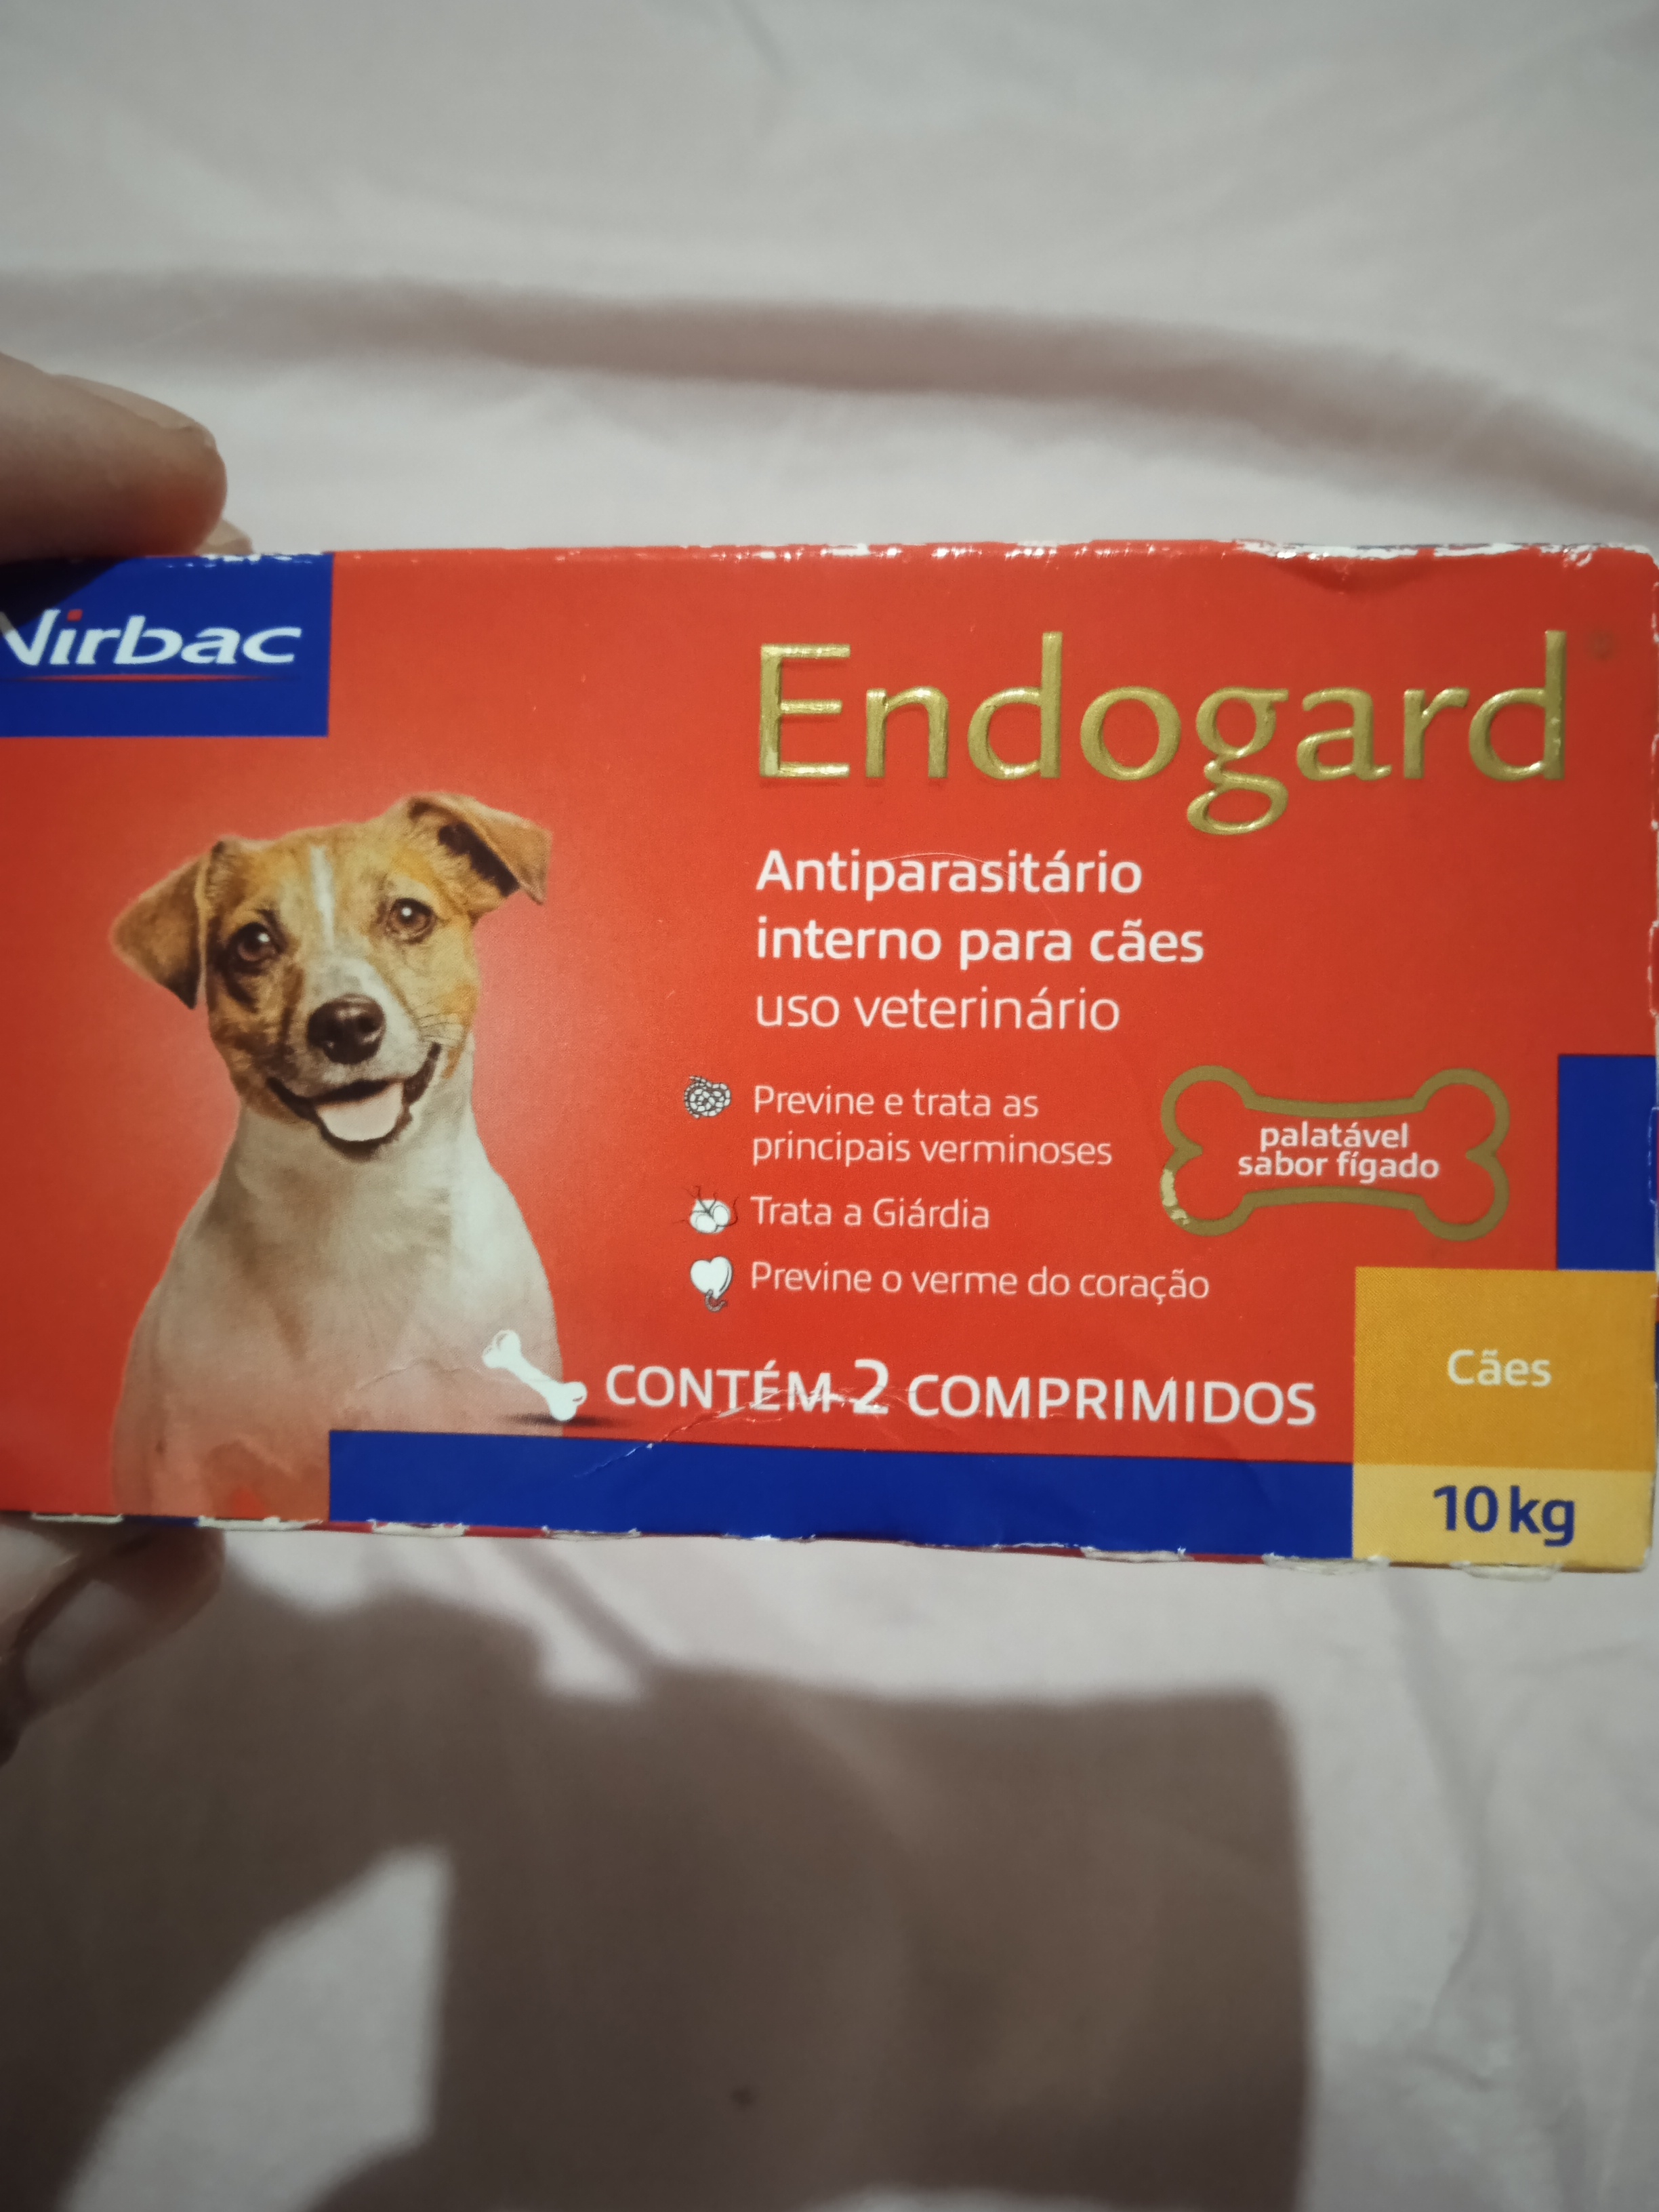 Virbac
Endogard
Antiparasitário
interno para cães
uso veterinário
Previne e trata as
principais verminoses
Trata a Giárdia
Previne o verme do coração
palatável
sabor fígado
CONTÉM 2 COMPRIMIDOS
Cães
10 kg